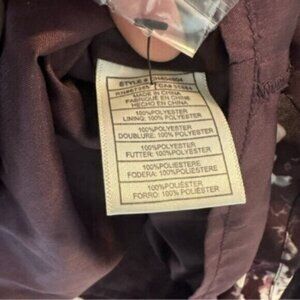 STYLE #
MADE IN CHINA
FABRIQUÉ EN CHINE
HECHO EN CHINA
100%POLYESTER
LINING: 100% POLYESTER
100%POLYESTER
DOUBLURE: 100% POLYESTER
100%POLYESTER
FUTTER: 100%POLYESTER
100%POLIESTERE
FODERA: 100%POLIESTERE
100%POLIÉSTER
FORRO: 100% POLIÉSTER